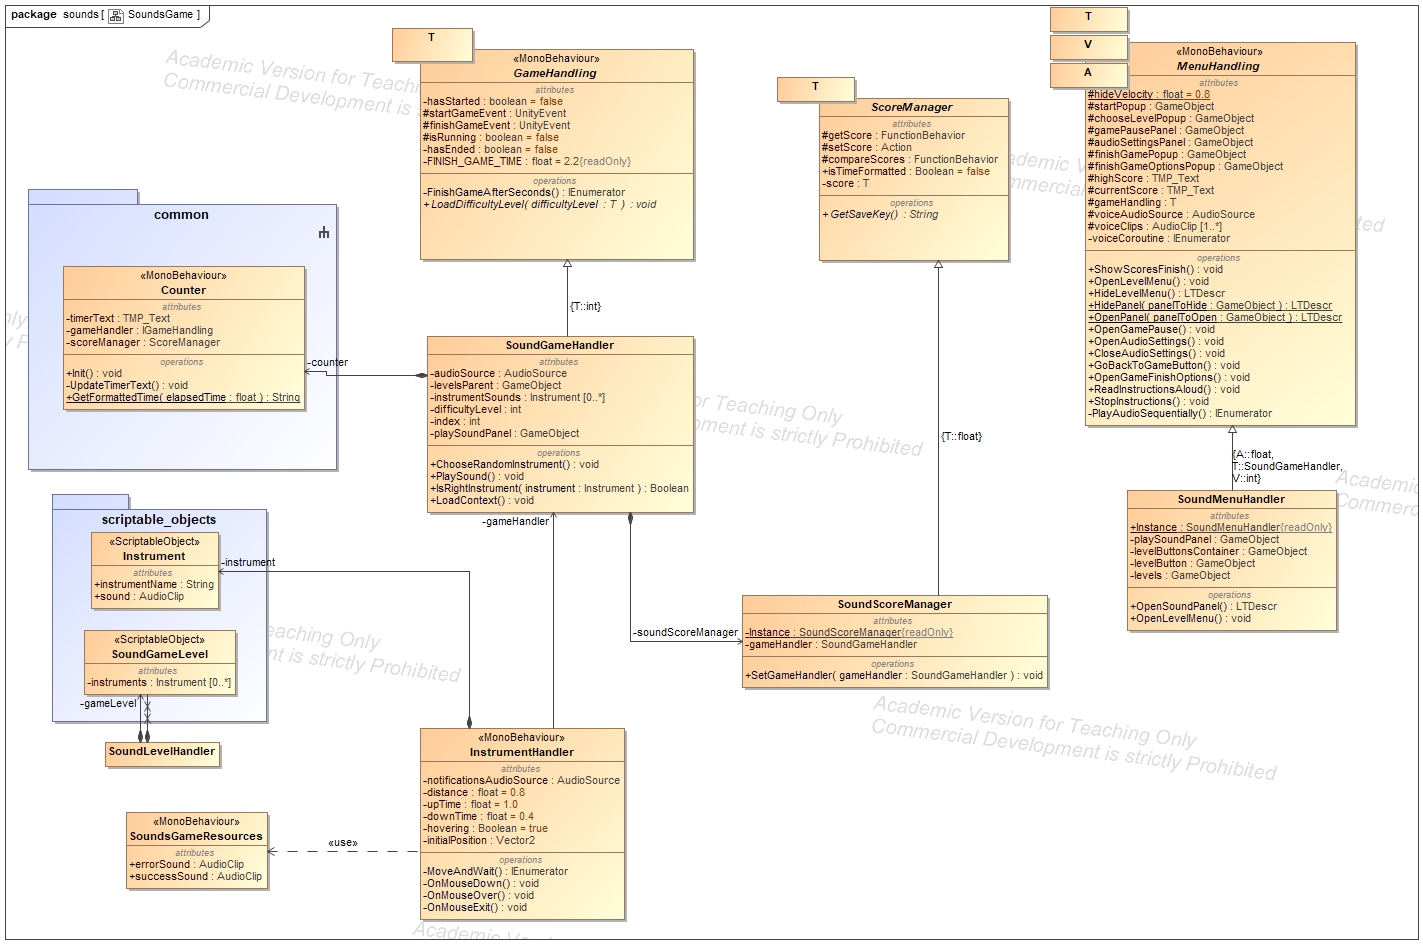 package sounds [ SoundsGame ]
T
«MonoBehaviour»
GameHandling
attributes
-hasStarted : boolean = false
#startGameEvent : UnityEvent
#finishGameEvent : UnityEvent
#isRunning : boolean = false
-hasEnded : boolean = false
-FINISH_GAME_TIME : float = 2.2{readOnly}
operations
-FinishGameAfterSeconds() : IEnumerator
+LoadDifficultyLevel( difficultyLevel : T ) : void
T
ScoreManager
attributes
#getScore : FunctionBehavior
#setScore : Action
#compareScores : FunctionBehavior
+isTimeFormatted : Boolean = false
-score : T
operations
+GetSaveKey() : String
T
V
A
«MonoBehaviour»
MenuHandling
attributes
#hideVelocity : float = 0.8
#startPopup : GameObject
#chooseLevelPopup : GameObject
#gamePausePanel : GameObject
#audioSettingsPanel : GameObject
#finishGamePopup : GameObject
#finishGameOptionsPopup : GameObject
#highScore : TMP_Text
#currentScore : TMP_Text
#gameHandling : T
#voiceAudioSource : AudioSource
#voiceClips : AudioClip [1..*]
-voiceCoroutine : IEnumerator
operations
+ShowScoresFinish() : void
+OpenLevelMenu() : void
+HideLevelMenu() : LTDescr
+HidePanel( panelToHide : GameObject ) : LTDescr
+OpenPanel( panelToOpen : GameObject ) : LTDescr
+OpenGamePause() : void
+OpenAudioSettings() : void
+CloseAudioSettings() : void
+GoBackToGameButton() : void
+OpenGameFinishOptions() : void
+ReadInstructionsAloud() : void
+StopInstructions() : void
-PlayAudioSequentially() : IEnumerator
common
«MonoBehaviour»
Counter
attributes
-timerText : TMP_Text
-gameHandler : IGameHandling
-scoreManager : ScoreManager
operations
+Init() : void
-UpdateTimerText() : void
+GetFormattedTime( elapsedTime : float ) : String
-counter
{T::int}
SoundGameHandler
attributes
-audioSource : AudioSource
-levelsParent : GameObject
-instrumentSounds : Instrument [0..*]
-difficultyLevel : int
-index : int
-playSoundPanel : GameObject
operations
+ChooseRandomInstrument() : void
+PlaySound() : void
+IsRightInstrument( instrument : Instrument ) : Boolean
+LoadContext() : void
{T::float}
{A::float,
T::SoundGameHandler,
V::int}
SoundMenuHandler
attributes
+Instance : SoundMenuHandler{readOnly}
-playSoundPanel : GameObject
-levelButtonsContainer : GameObject
-levelButton : GameObject
-levels : GameObject
operations
+OpenSoundPanel() : LTDescr
+OpenLevelMenu() : void
scriptable_objects
«ScriptableObject»
Instrument
attributes
+instrumentName : String
+sound : AudioClip
-instrument
-gameHandler
«ScriptableObject»
SoundGameLevel
attributes
-instruments : Instrument [0..*]
-gameLevel
SoundLevelHandler
-soundScoreManager
SoundScoreManager
attributes
-Instance : SoundScoreManager{readOnly}
-gameHandler : SoundGameHandler
operations
+SetGameHandler( gameHandler : SoundGameHandler ) : void
«MonoBehaviour»
InstrumentHandler
attributes
-notificationsAudioSource : AudioSource
-distance : float = 0.8
-upTime : float = 1.0
-downTime : float = 0.4
-hovering : Boolean = true
-initialPosition : Vector2
operations
-MoveAndWait() : IEnumerator
-OnMouseDown() : void
-OnMouseOver() : void
-OnMouseExit() : void
«use»
«MonoBehaviour»
SoundsGameResources
attributes
+errorSound : AudioClip
+successSound : AudioClip
Academic Version for Teaching Only
Commercial Development is strictly Prohibited